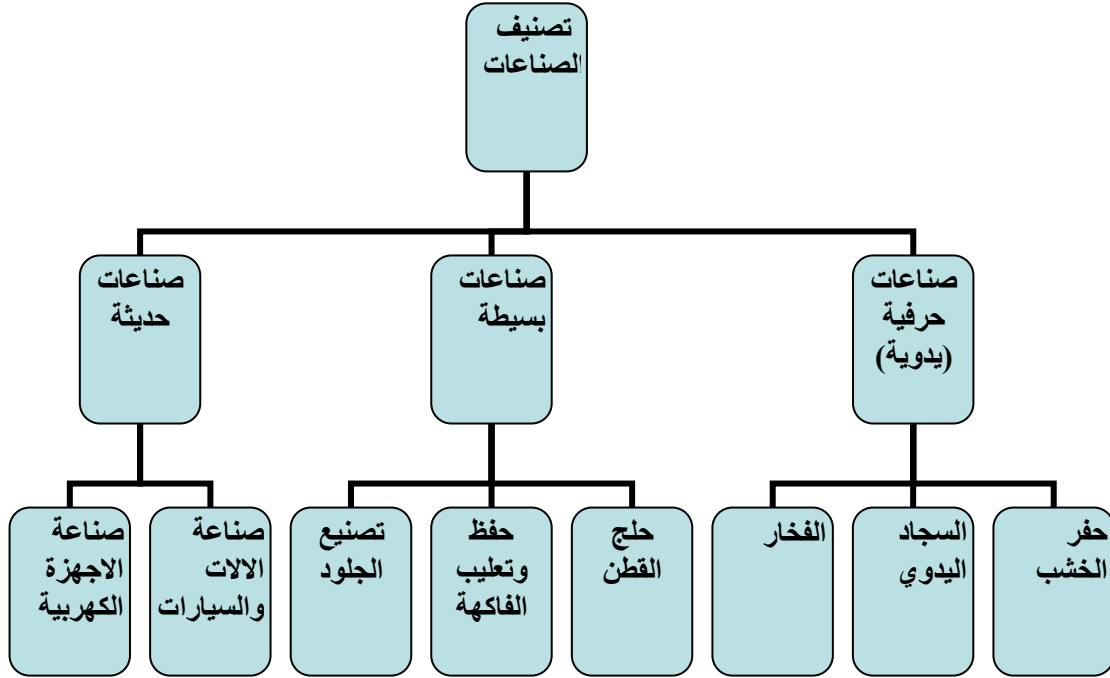 تصنيف
الصناعات
صناعات
حرفية
(يدوية)
صناعات
بسيطة
صناعات
حديثة
حفر
الخشب
السجاد
اليدوي
الفخار
حلج
القطن
حفظ
وتعليب
الفاكهة
تصنيع
الجلود
صناعة
الالات
والسيارات
صناعة
الاجهزة
الكهربية